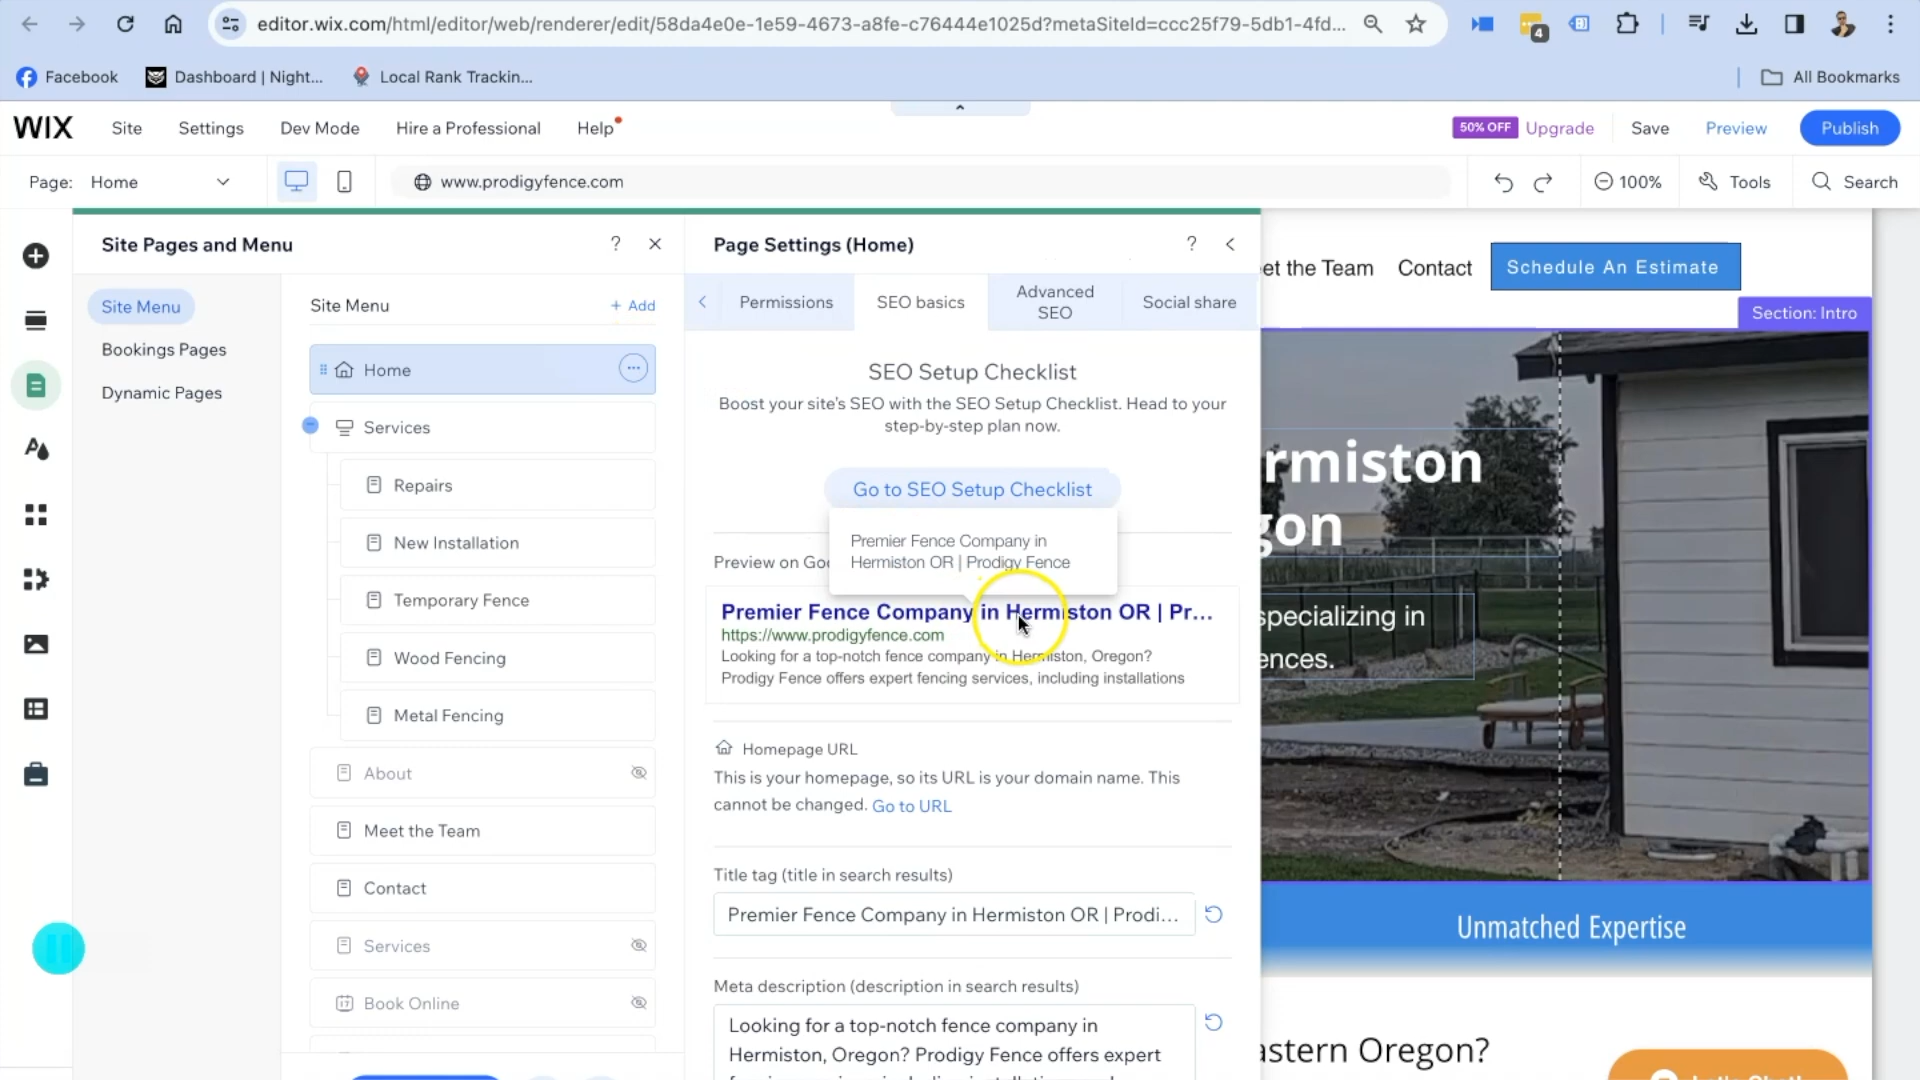 editor.wix.com/html/editor/web/renderer/edit/58da4e0e-1e59-4673-a8fe-c76444e1025d?metaSiteId=ccc25f79-5db1-4fd...
4
Facebook
Dashboard | Night...
Local Rank Trackin...
All Bookmarks
WIX
Site
Settings
Dev Mode
Hire a Professional
Help
50% OFF
Upgrade
Save
Preview
Publish
Page:
Home
www.prodigyfence.com
100%
Tools
Search
Site Pages and Menu
?
Site Menu
Bookings Pages
Dynamic Pages
Site Menu
+ Add
Home
Services
Repairs
New Installation
Temporary Fence
Wood Fencing
Metal Fencing
About
Meet the Team
Contact
Services
17
Book Online
Page Settings (Home)
?
Permissions
SEO basics
Advanced
SEO
Social share
SEO Setup Checklist
Boost your site's SEO with the SEO Setup Checklist. Head to your
step-by-step plan now.
Go to SEO Setup Checklist
Premier Fence Company in
Hermiston OR | Prodigy Fence
Preview on Goo
Premier Fence Company in Hermiston OR | Pr...
https://www.prodigyfence.com
Looking for a top-notch fence company in Hermiston, Oregon?
Prodigy Fence offers expert fencing services, including installations
Homepage URL
This is your homepage, so its URL is your domain name. This
cannot be changed. Go to URL
Title tag (title in search results)
Premier Fence Company in Hermiston OR | Prodi...
Meta description (description in search results)
Looking for a top-notch fence company in
Hermiston, Oregon? Prodigy Fence offers expert
et the Team
Contact
Schedule An Estimate
Section: Intro
rmiston
gon
specializing in
ences.
Unmatched Expertise
astern Oregon?